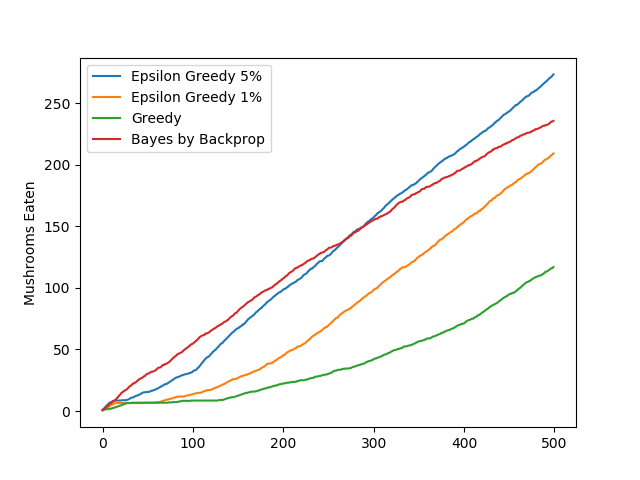 Epsilon Greedy 5%
Epsilon Greedy 1%
Greedy
Bayes by Backprop
Mushrooms Eaten
250
200
150
100
50
0
0 100 200 300 400 500